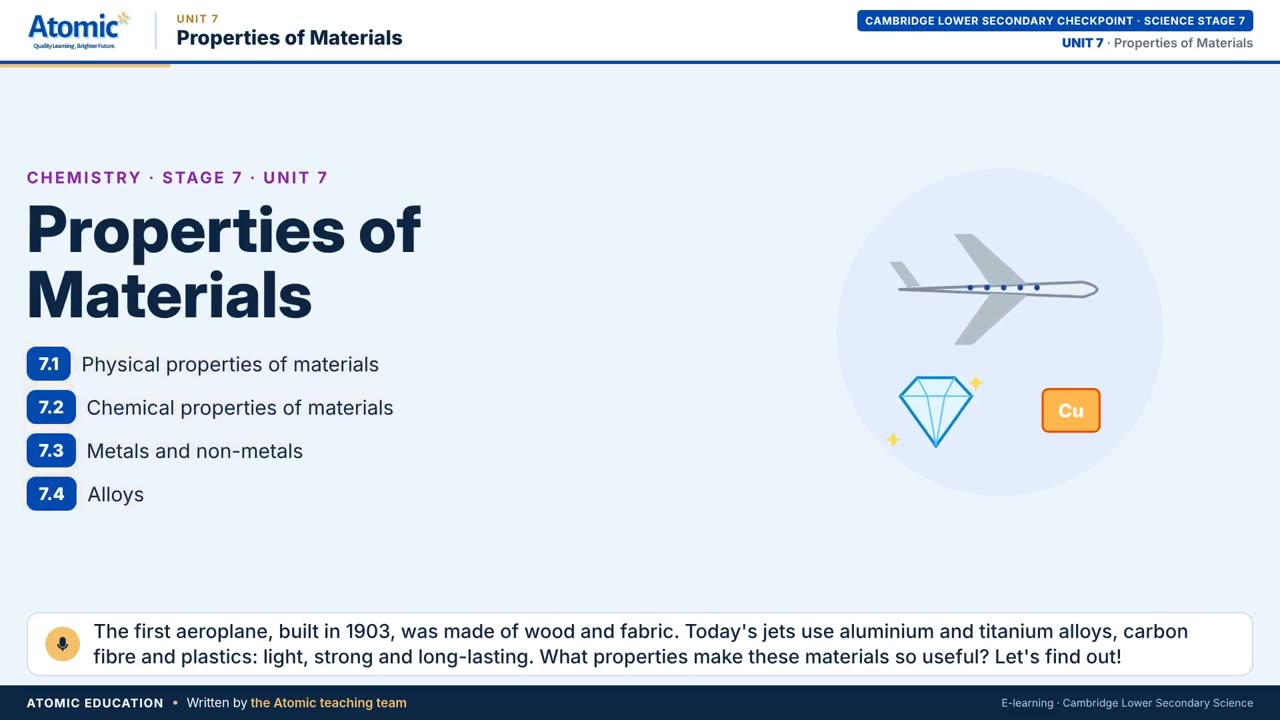 Atomic
Quality Learning, Brighter Future.
UNIT 7
Properties of Materials
CAMBRIDGE LOWER SECONDARY CHECKPOINT · SCIENCE STAGE 7
UNIT 7 · Properties of Materials
CHEMISTRY · STAGE 7 · UNIT 7
Properties of
Materials
7.1 Physical properties of materials
7.2 Chemical properties of materials
7.3 Metals and non-metals
7.4 Alloys
Cu
The first aeroplane, built in 1903, was made of wood and fabric. Today's jets use aluminium and titanium alloys, carbon
fibre and plastics: light, strong and long-lasting. What properties make these materials so useful? Let's find out!
ATOMIC EDUCATION • Written by the Atomic teaching team
E-learning · Cambridge Lower Secondary Science